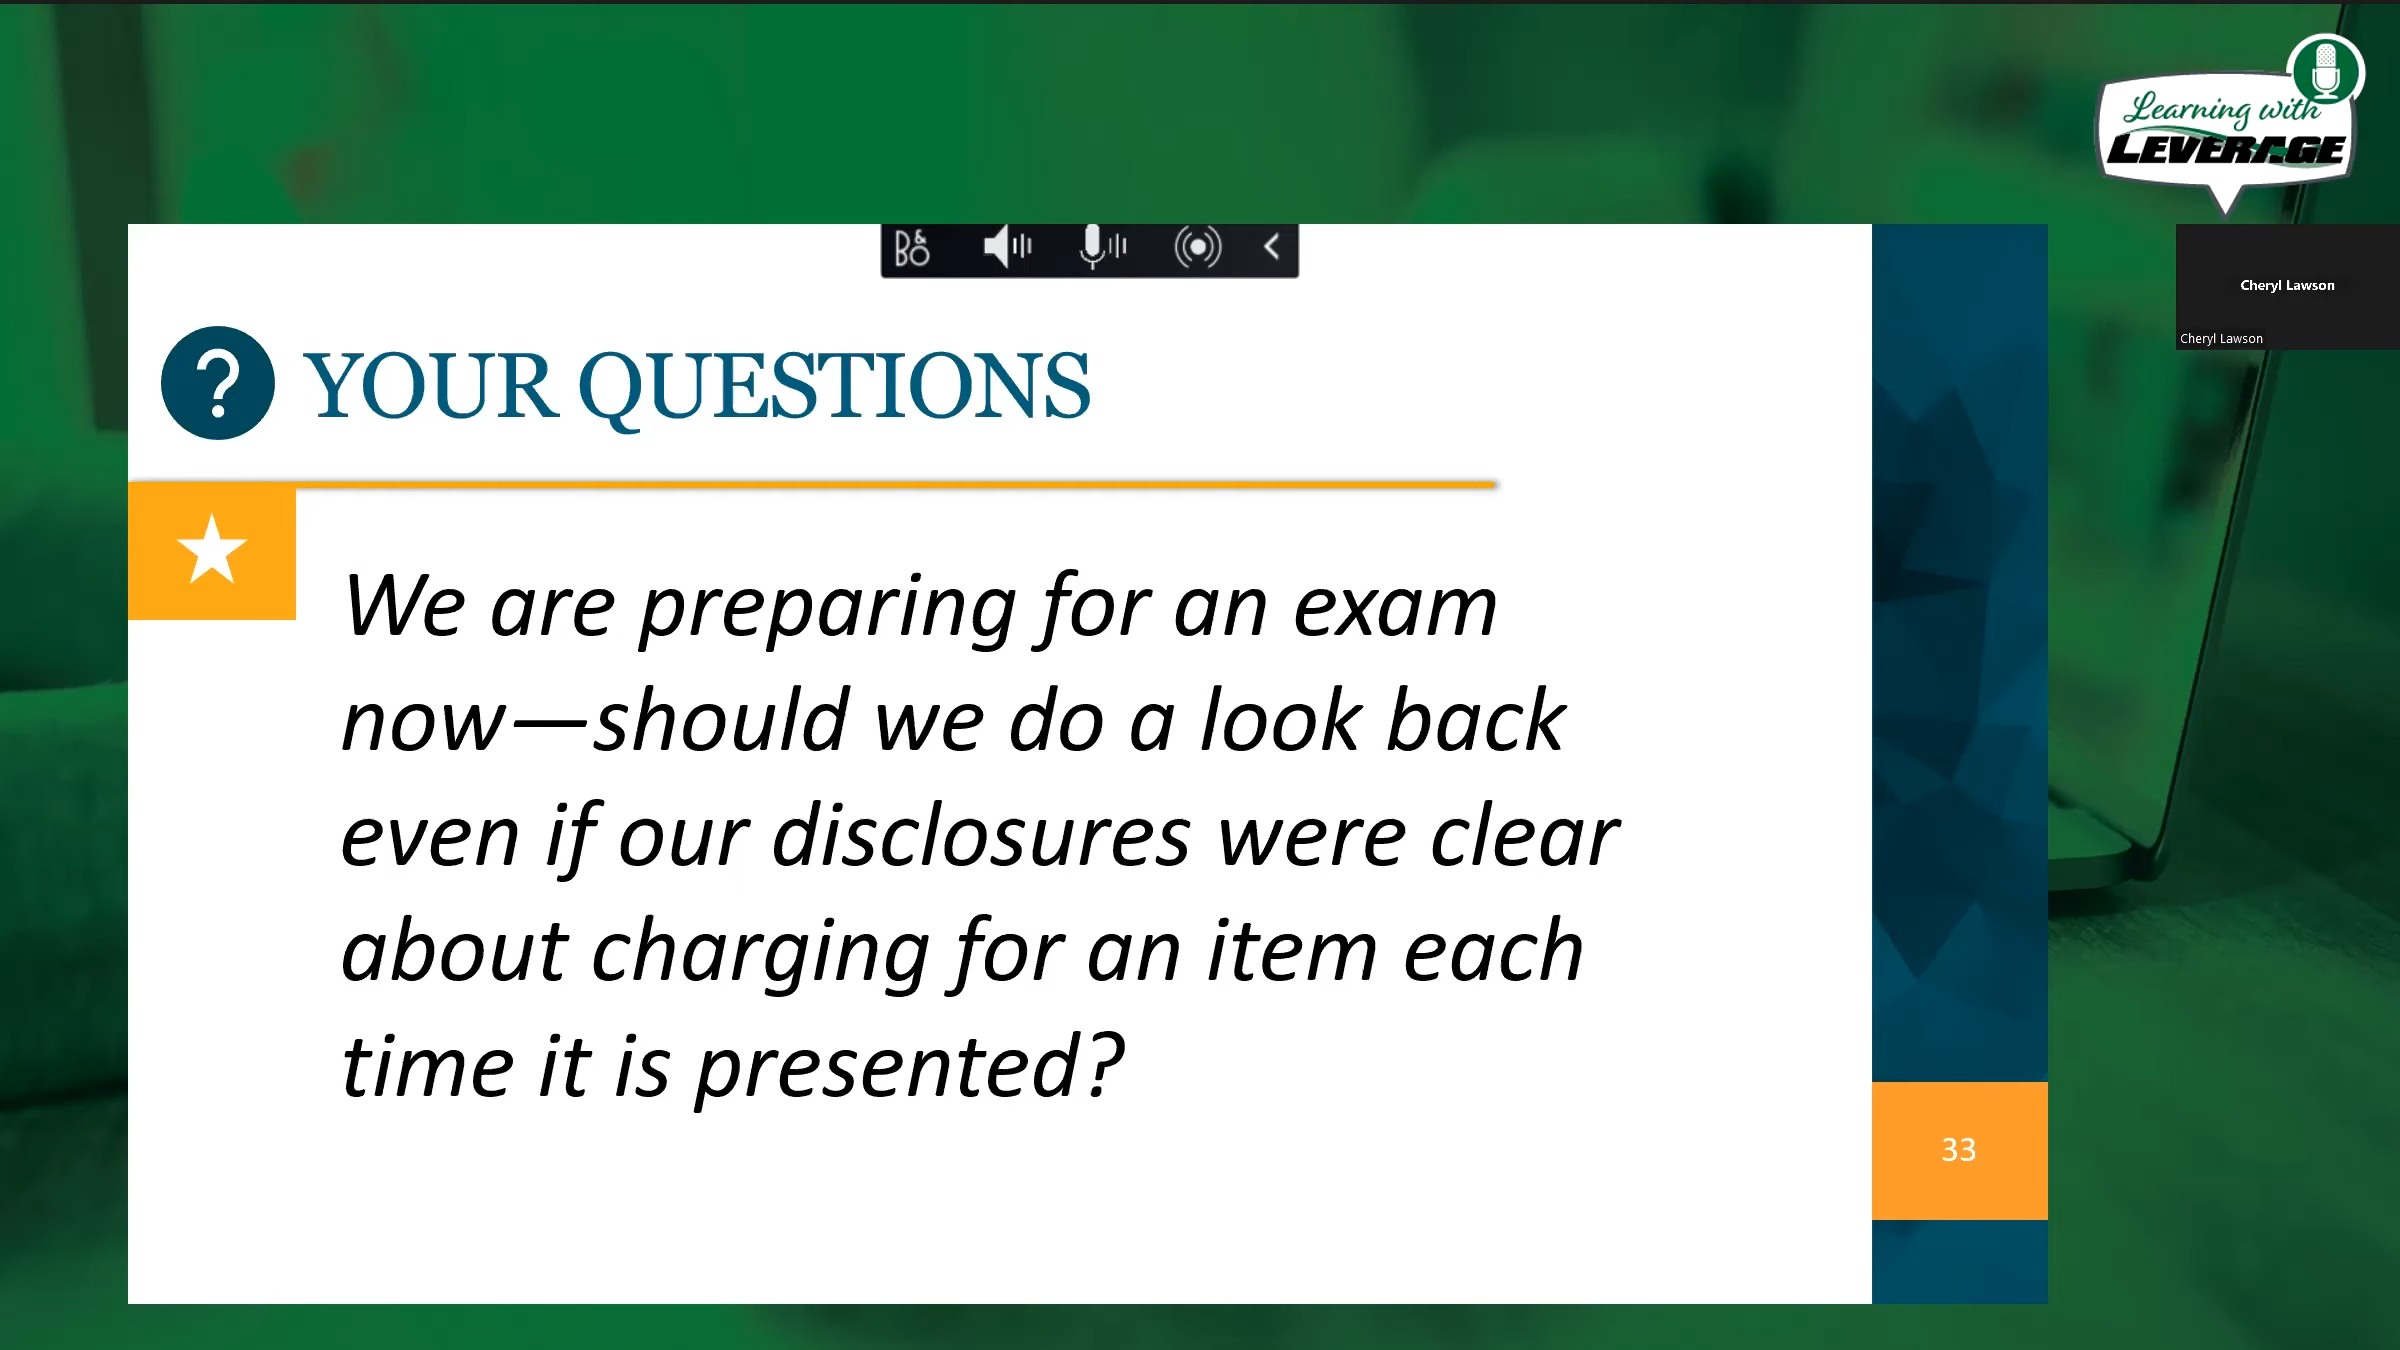 Learning with
LEVERAGE
B&O
Cheryl Lawson
Cheryl Lawson
? YOUR QUESTIONS
We are preparing for an exam
now—should we do a look back
even if our disclosures were clear
about charging for an item each
time it is presented?
33